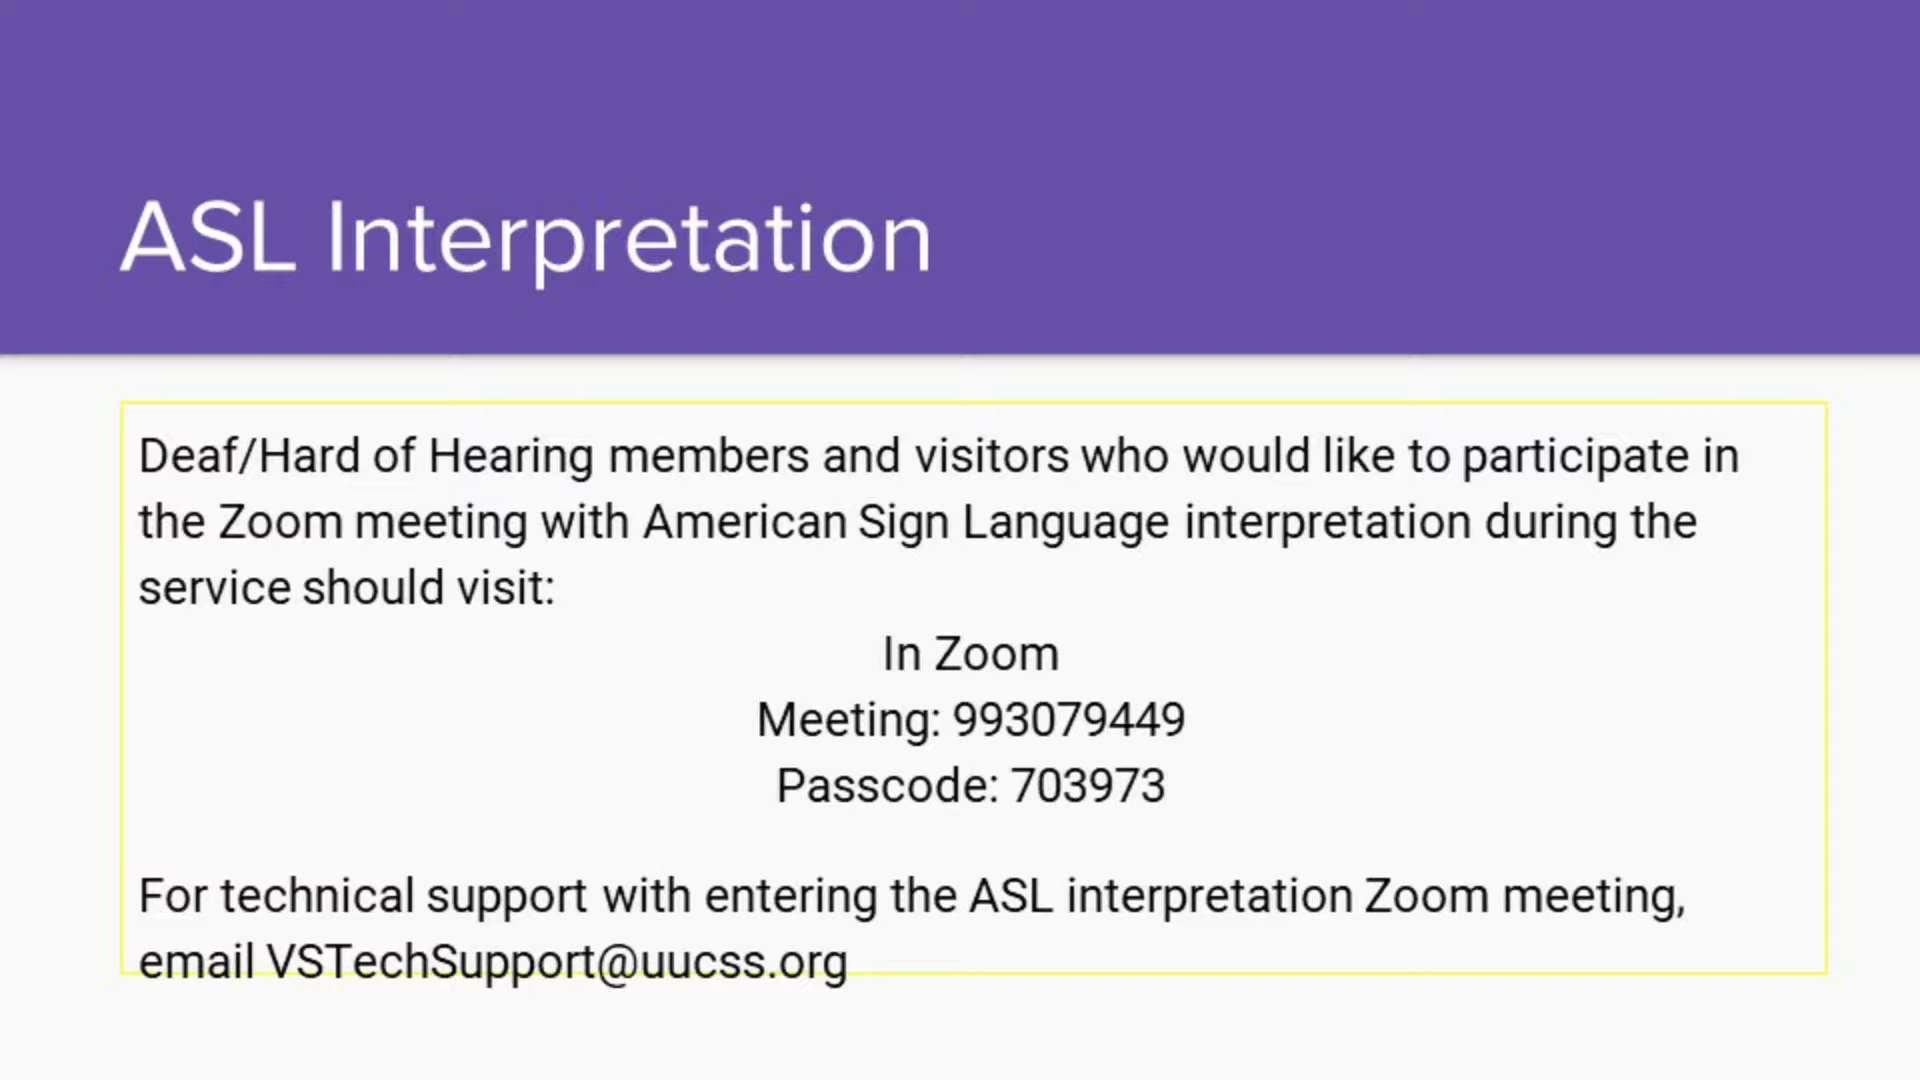 ASL Interpretation
Deaf/Hard of Hearing members and visitors who would like to participate in
the Zoom meeting with American Sign Language interpretation during the
service should visit:
In Zoom
Meeting: 993079449
Passcode: 703973
For technical support with entering the ASL interpretation Zoom meeting,
email VSTechSupport@uucss.org